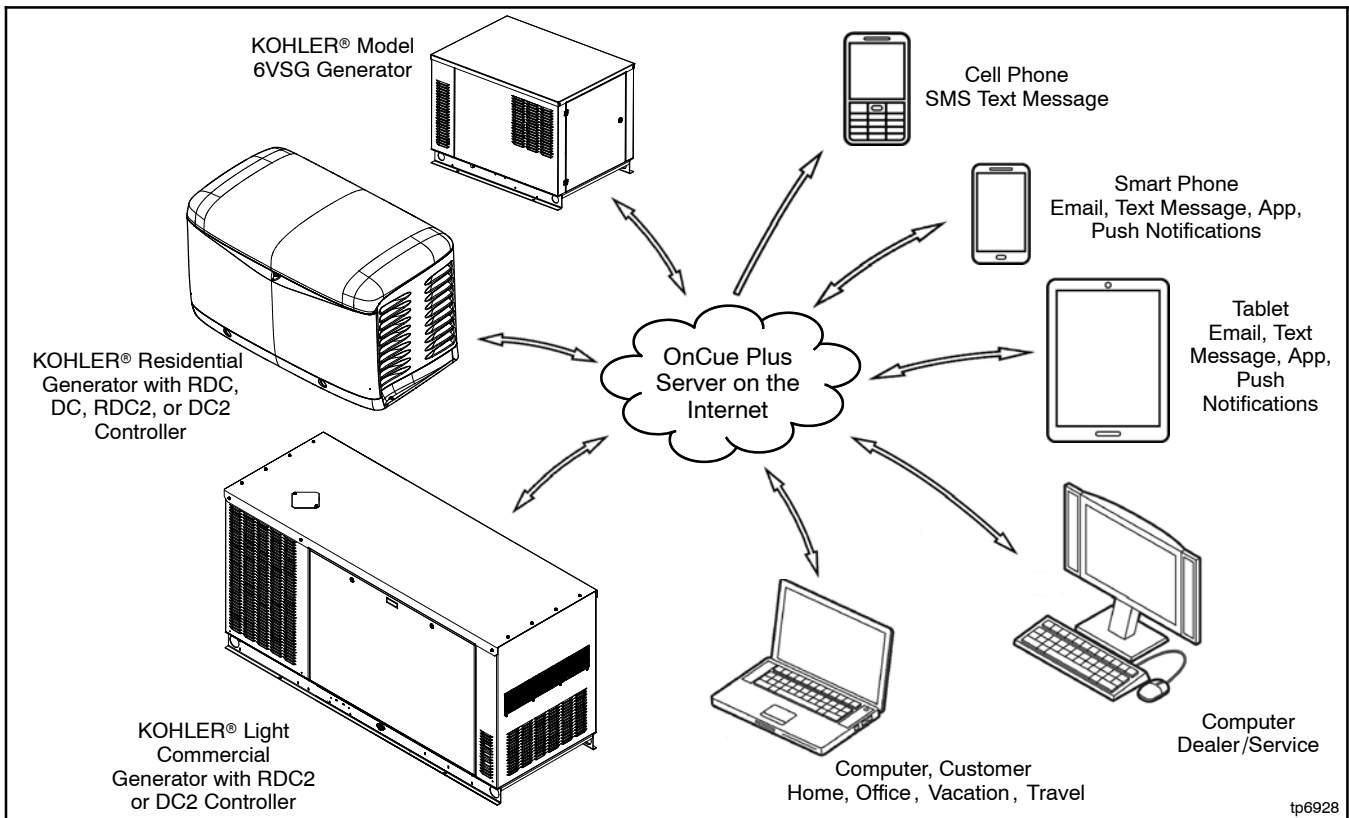 KOHLER® Model
6VSG Generator
Cell Phone
SMS Text Message
Smart Phone
Email, Text Message, App,
Push Notifications
Tablet
Email, Text
Message, App,
Push
Notifications
OnCue Plus
Server on the
Internet
KOHLER® Residential
Generator with RDC,
DC, RDC2, or DC2
Controller
KOHLER® Light
Commercial
Generator with RDC2
or DC2 Controller
Computer, Customer
Home, Office, Vacation, Travel
Computer
Dealer/Service
tp6928